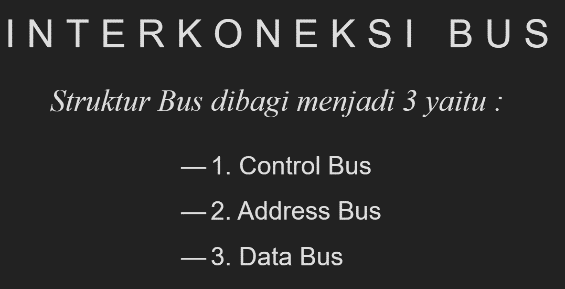 INTERKONEKSI BUS
Struktur Bus dibagi menjadi 3 yaitu :
— 1. Control Bus
— 2. Address Bus
— 3. Data Bus